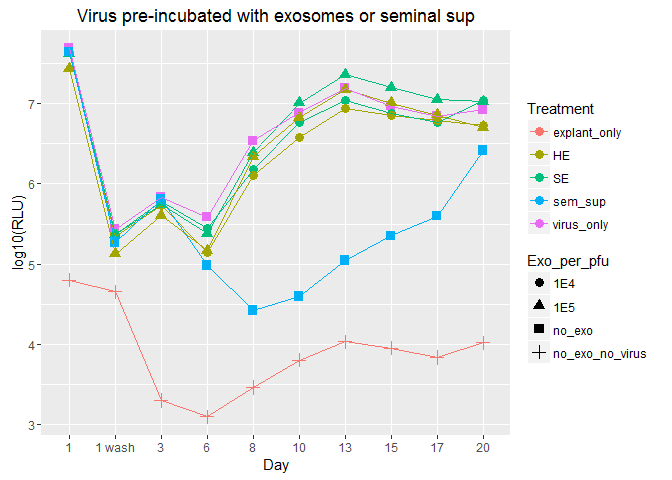 Virus pre-incubated with exosomes or seminal sup
log10(RLU)
7
6
5
4
3
1 1 wash 3 6 8 10 13 15 17 20
Day
Treatment
explant_only
HE
SE
sem_sup
virus_only
Exo_per_pfu
1E4
1E5
no_exo
no_exo_no_virus